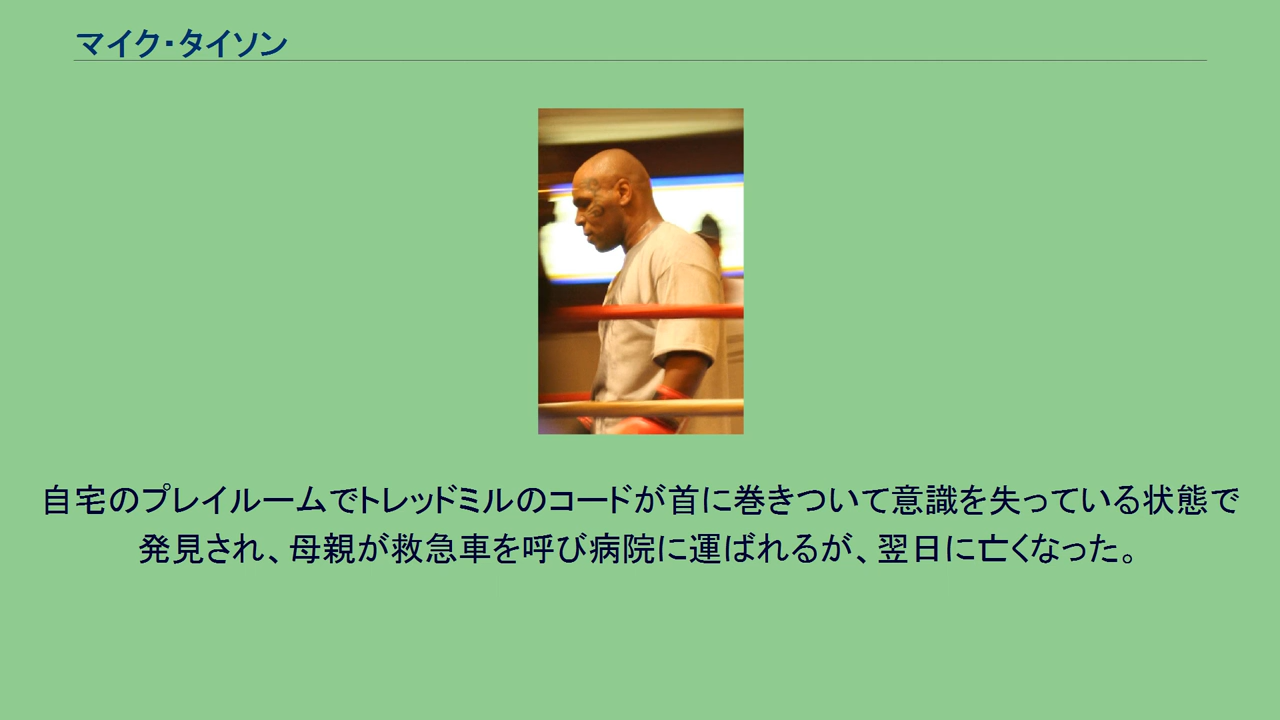 マイク・タイソン
自宅のプレイルームでトレッドミルのコードが首に巻きついて意識を失っている状態で
発見され、母親が救急車を呼び病院に運ばれるが、翌日に亡くなった。